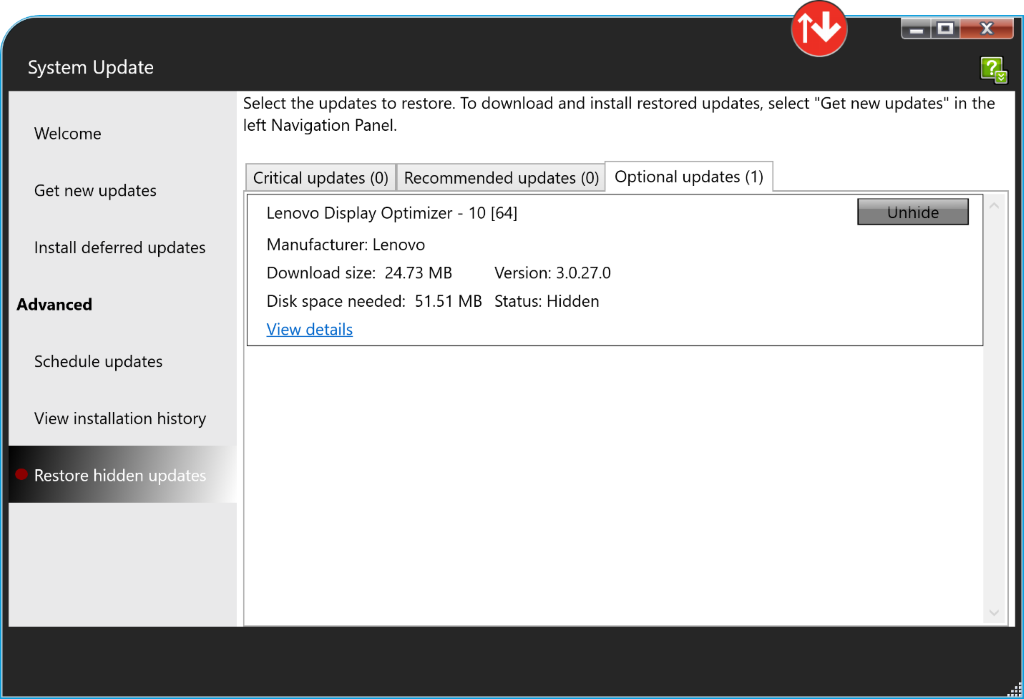 System Update
?
Select the updates to restore. To download and install restored updates, select "Get new updates" in the
left Navigation Panel.
Welcome
Get new updates
Install deferred updates
Advanced
Schedule updates
View installation history
Restore hidden updates
Critical updates (0) Recommended updates (0) Optional updates (1)
Lenovo Display Optimizer - 10 [64] Unhide
Manufacturer: Lenovo
Download size: 24.73 MB Version: 3.0.27.0
Disk space needed: 51.51 MB Status: Hidden
View details